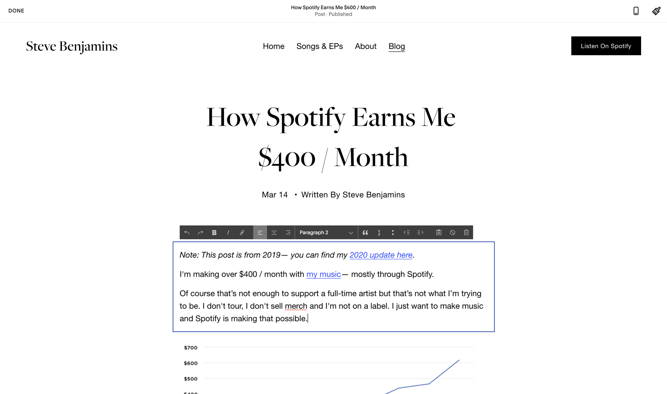 DONE
How Spotify Earns Me $600 / Month
Post · Published
Steve Benjamins
Home
Songs & EPs
About
Blog
Listen On Spotify
How Spotify Earns Me
$400 / Month
Mar 14 • Written By Steve Benjamins
Paragraph 2
Note: This post is from 2019— you can find my 2020 update here.
I'm making over $400 / month with my music— mostly through Spotify.
Of course that's not enough to support a full-time artist but that's not what I'm trying
to be. I don't tour, I don't sell merch and I'm not on a label. I just want to make music
and Spotify is making that possible.
$700
$600
$500
$400